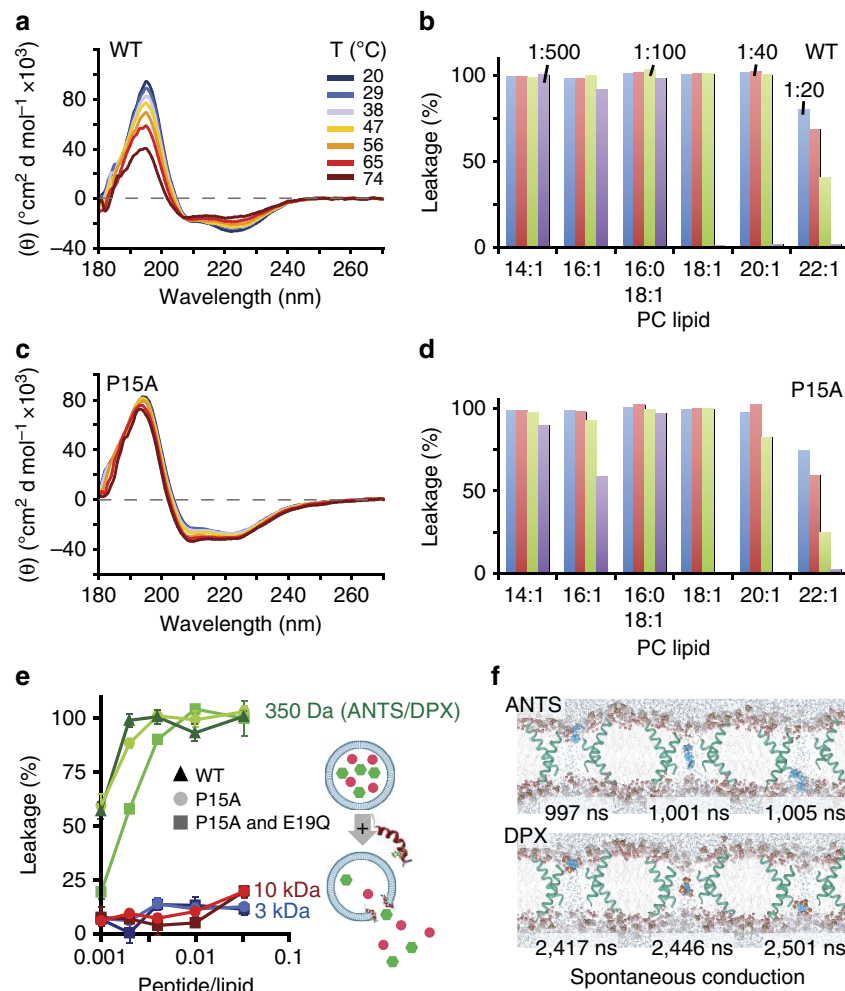 a
WT
T (°C)
20
29
38
47
56
65
74
80
40
0
−40
(θ) (°cm² d mol⁻¹ ×10³)
180 200 220 240 260
Wavelength (nm)
b
1:500 1:100 1:40 WT
1:20
100
50
0
Leakage (%)
14:1 16:1 16:0 18:1 20:1 22:1
18:1
PC lipid
c
P15A
80
40
0
−40
(θ) (°cm² d mol⁻¹ ×10³)
180 200 220 240 260
Wavelength (nm)
d
P15A
100
50
0
Leakage (%)
14:1 16:1 16:0 18:1 20:1 22:1
18:1
PC lipid
e
350 Da (ANTS/DPX)
100
75
50
25
0
Leakage (%)
WT
P15A
P15A and E19Q
+
10 kDa
3 kDa
0.001 0.01 0.1
Peptide/lipid
f
ANTS
997 ns 1,001 ns 1,005 ns
DPX
2,417 ns 2,446 ns 2,501 ns
Spontaneous conduction